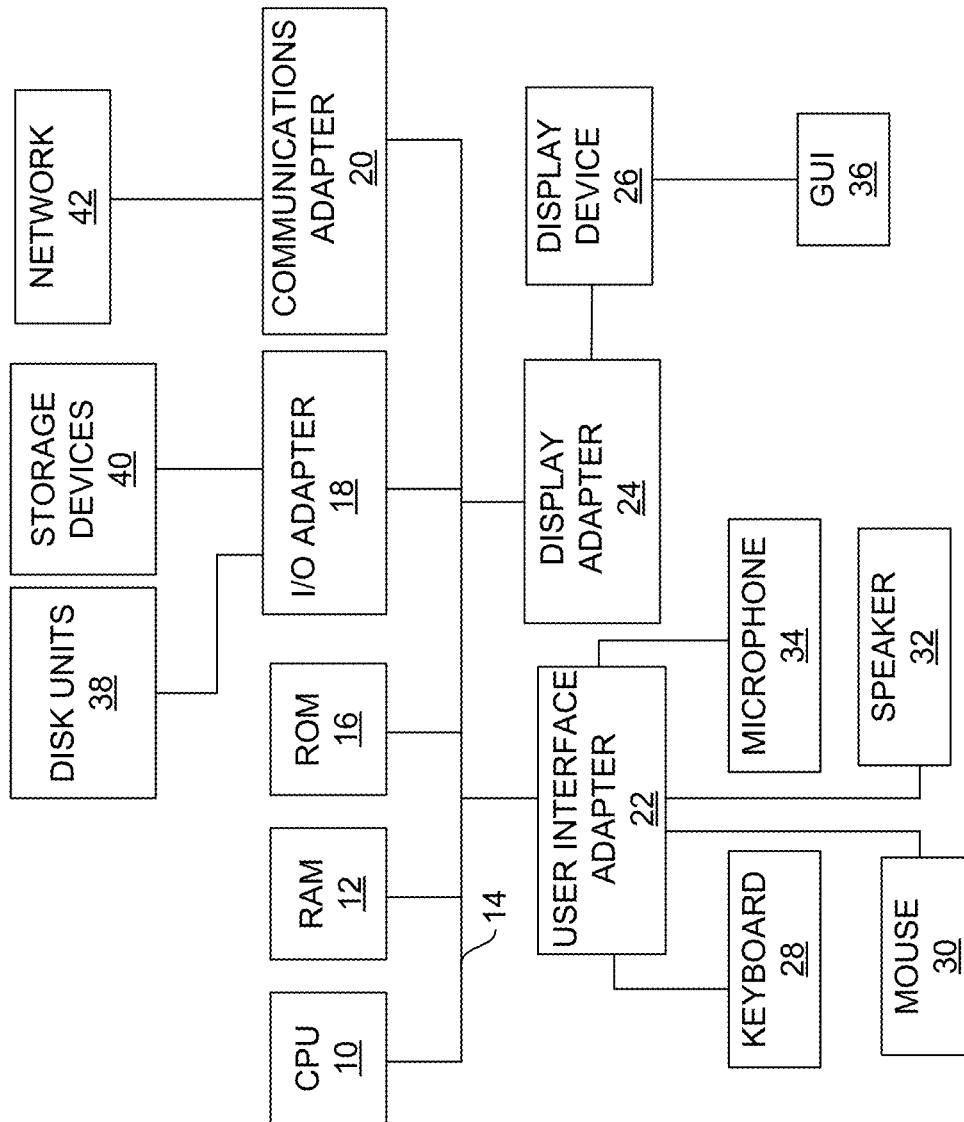 DISK UNITS
38
STORAGE
DEVICES
40
NETWORK
42
CPU
10
RAM
12
ROM
16
I/O ADAPTER
18
COMMUNICATIONS
ADAPTER
20
14
USER INTERFACE
ADAPTER
22
DISPLAY
ADAPTER
24
DISPLAY
DEVICE
26
KEYBOARD
28
MICROPHONE
34
GUI
36
MOUSE
30
SPEAKER
32